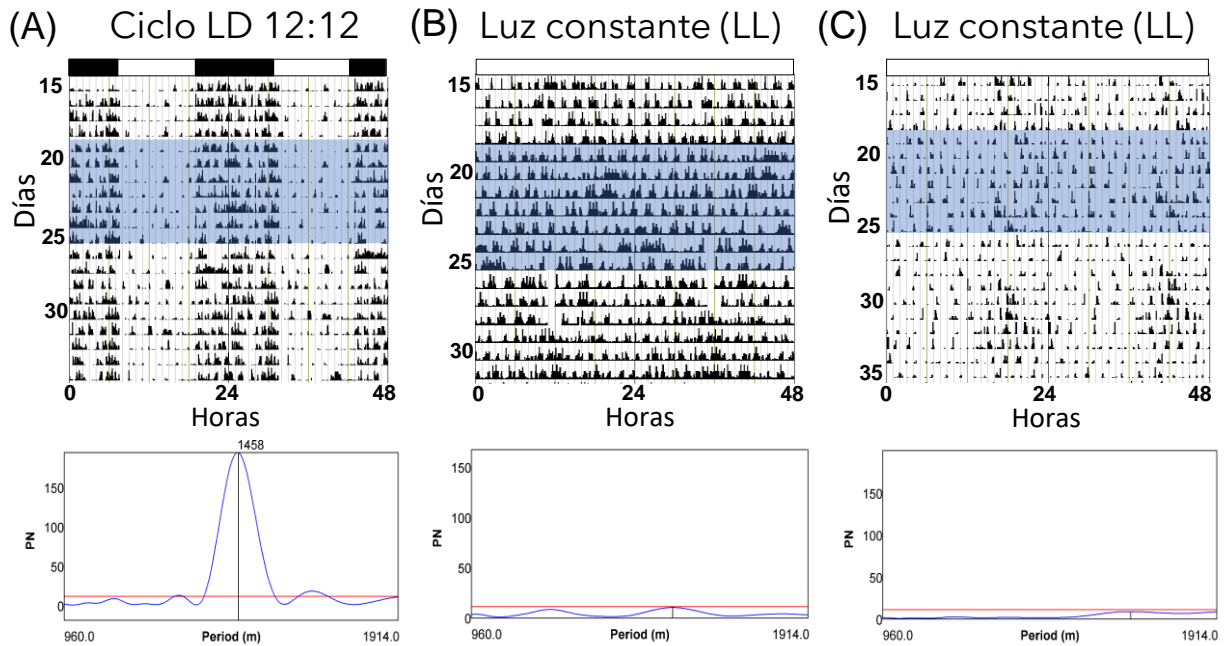 (A) Ciclo LD 12:12
(B) Luz constante (LL)
(C) Luz constante (LL)
15
20
25
30
Días
0 24 48
Horas
15
20
25
30
Días
0 24 48
Horas
15
20
25
30
35
Días
0 24 48
Horas
1458
150
100
50
0
PN
960.0 Period (m) 1914.0
150
100
50
0
PN
960.0 Period (m) 1914.0
150
100
50
0
PN
960.0 Period (m) 1914.0